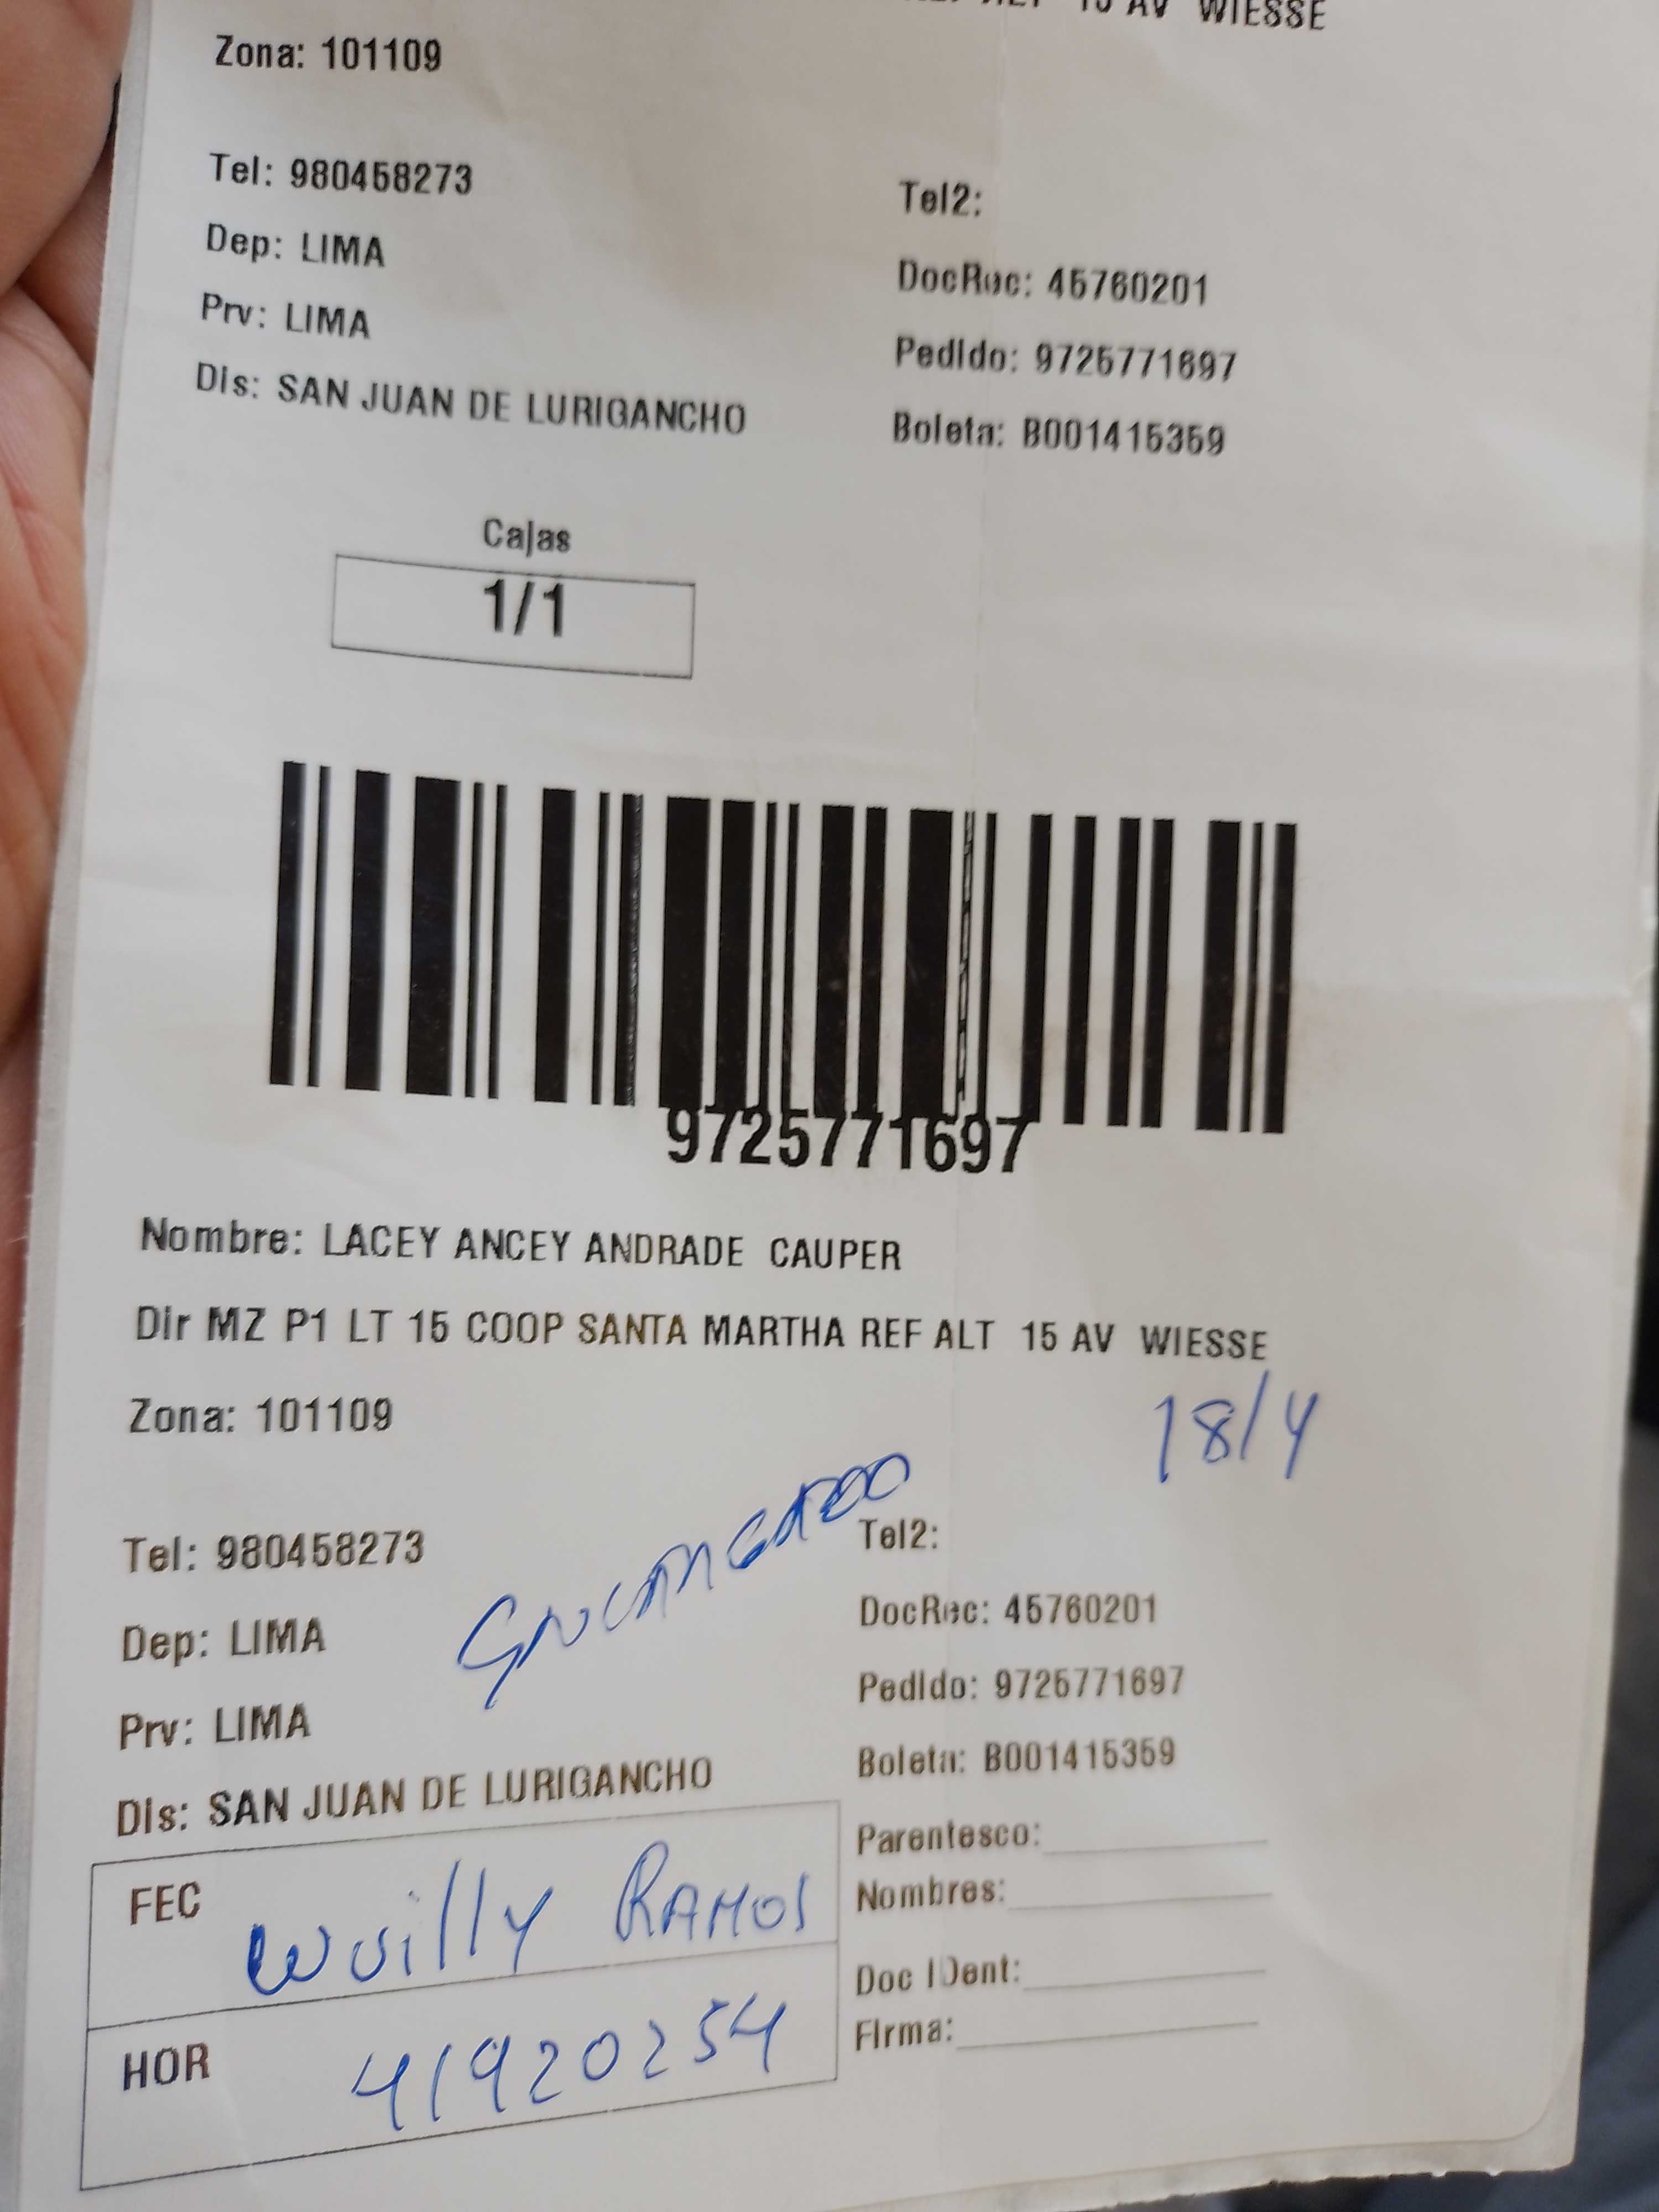 15 AV WIESSE
Zona: 101109
Tel: 980458273
Tel2:
Dep: LIMA
DocRec: 45760201
Prv: LIMA
Pedido: 9725771697
Dis: SAN JUAN DE LURIGANCHO
Boleta: B001415359
Cajas
1/1
9725771697
Nombre: LACEY ANCEY ANDRADE CAUPER
Dir MZ P1 LT 15 COOP SANTA MARTHA REF ALT 15 AV WIESSE
Zona: 101109
18/4
Tel: 980458273
Tel2:
DocRec: 45760201
Dep: LIMA
Pedido: 9725771697
Prv: LIMA
Boleta: B001415359
Dis: SAN JUAN DE LURIGANCHO
Parentesco:
FEC Wuilly RAMOS
Nombres:
Doc IDent:
HOR 41920254
Firma: